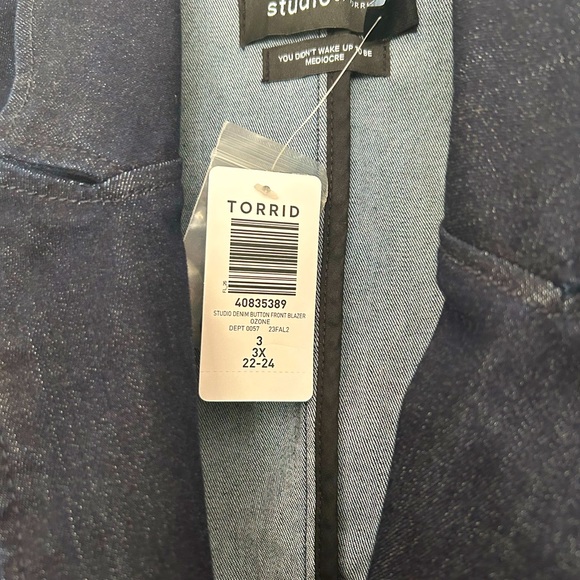 studio
YOU DIDN'T WAKE UP TO BE
MEDIOCRE
TORRID
40835389
STUDIO DENIM BUTTON FRONT BLAZER
OZONE
DEPT 0057 23FAL2
3
3X
22-24